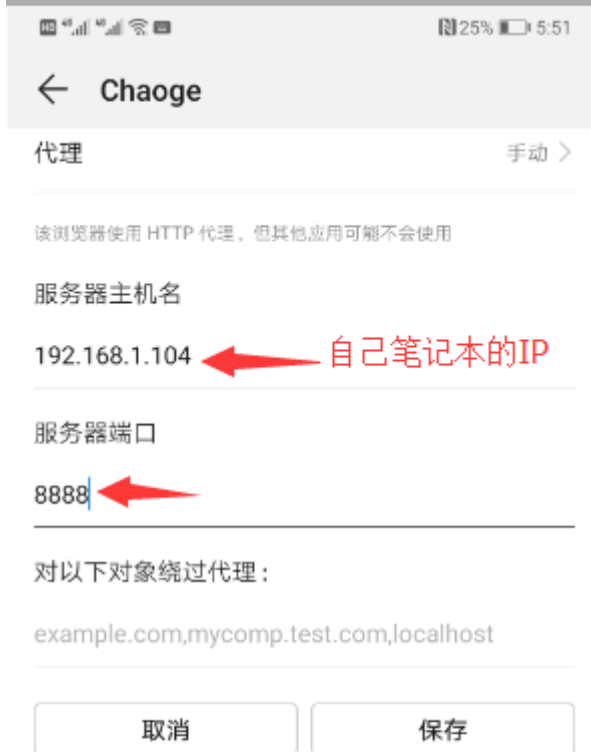 HD 4G 4G 25% 5:51
Chaoge
代理 手动
该浏览器使用 HTTP 代理，但其他应用可能不会使用
服务器主机名
192.168.1.104 自己笔记本的IP
服务器端口
8888
对以下对象绕过代理：
example.com,mycomp.test.com,localhost
取消 保存